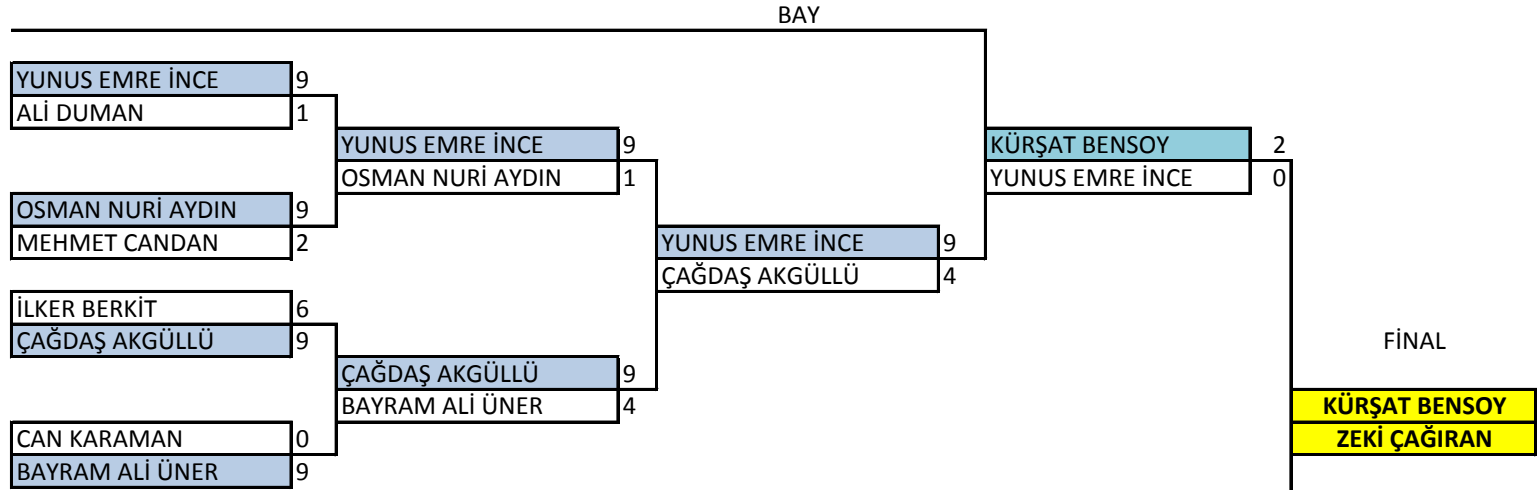 BAY
YUNUS EMRE İNCE 9
ALİ DUMAN 1
YUNUS EMRE İNCE 9
OSMAN NURİ AYDIN 1
KÜRŞAT BENSOY 2
YUNUS EMRE İNCE 0
OSMAN NURİ AYDIN 9
MEHMET CANDAN 2
YUNUS EMRE İNCE 9
ÇAĞDAŞ AKGÜLLÜ 4
İLKER BERKİT 6
ÇAĞDAŞ AKGÜLLÜ 9
FİNAL
ÇAĞDAŞ AKGÜLLÜ 9
BAYRAM ALİ ÜNER 4
KÜRŞAT BENSOY
ZEKİ ÇAĞIRAN
CAN KARAMAN 0
BAYRAM ALİ ÜNER 9